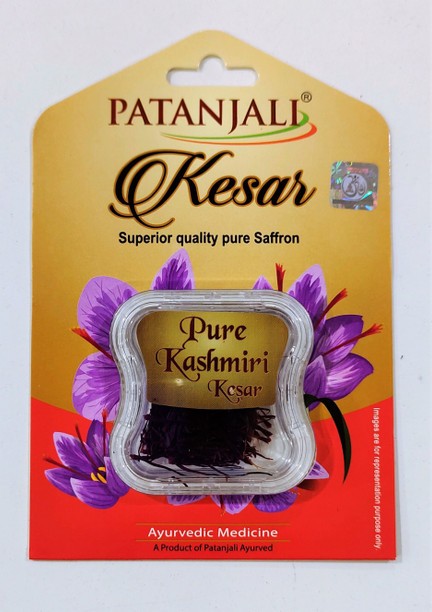 PATANJALI®
Kesar
Superior quality pure Saffron
Pure
Kashmiri
Kesar
Images are for representation purpose only.
Ayurvedic Medicine
A Product of Patanjali Ayurved